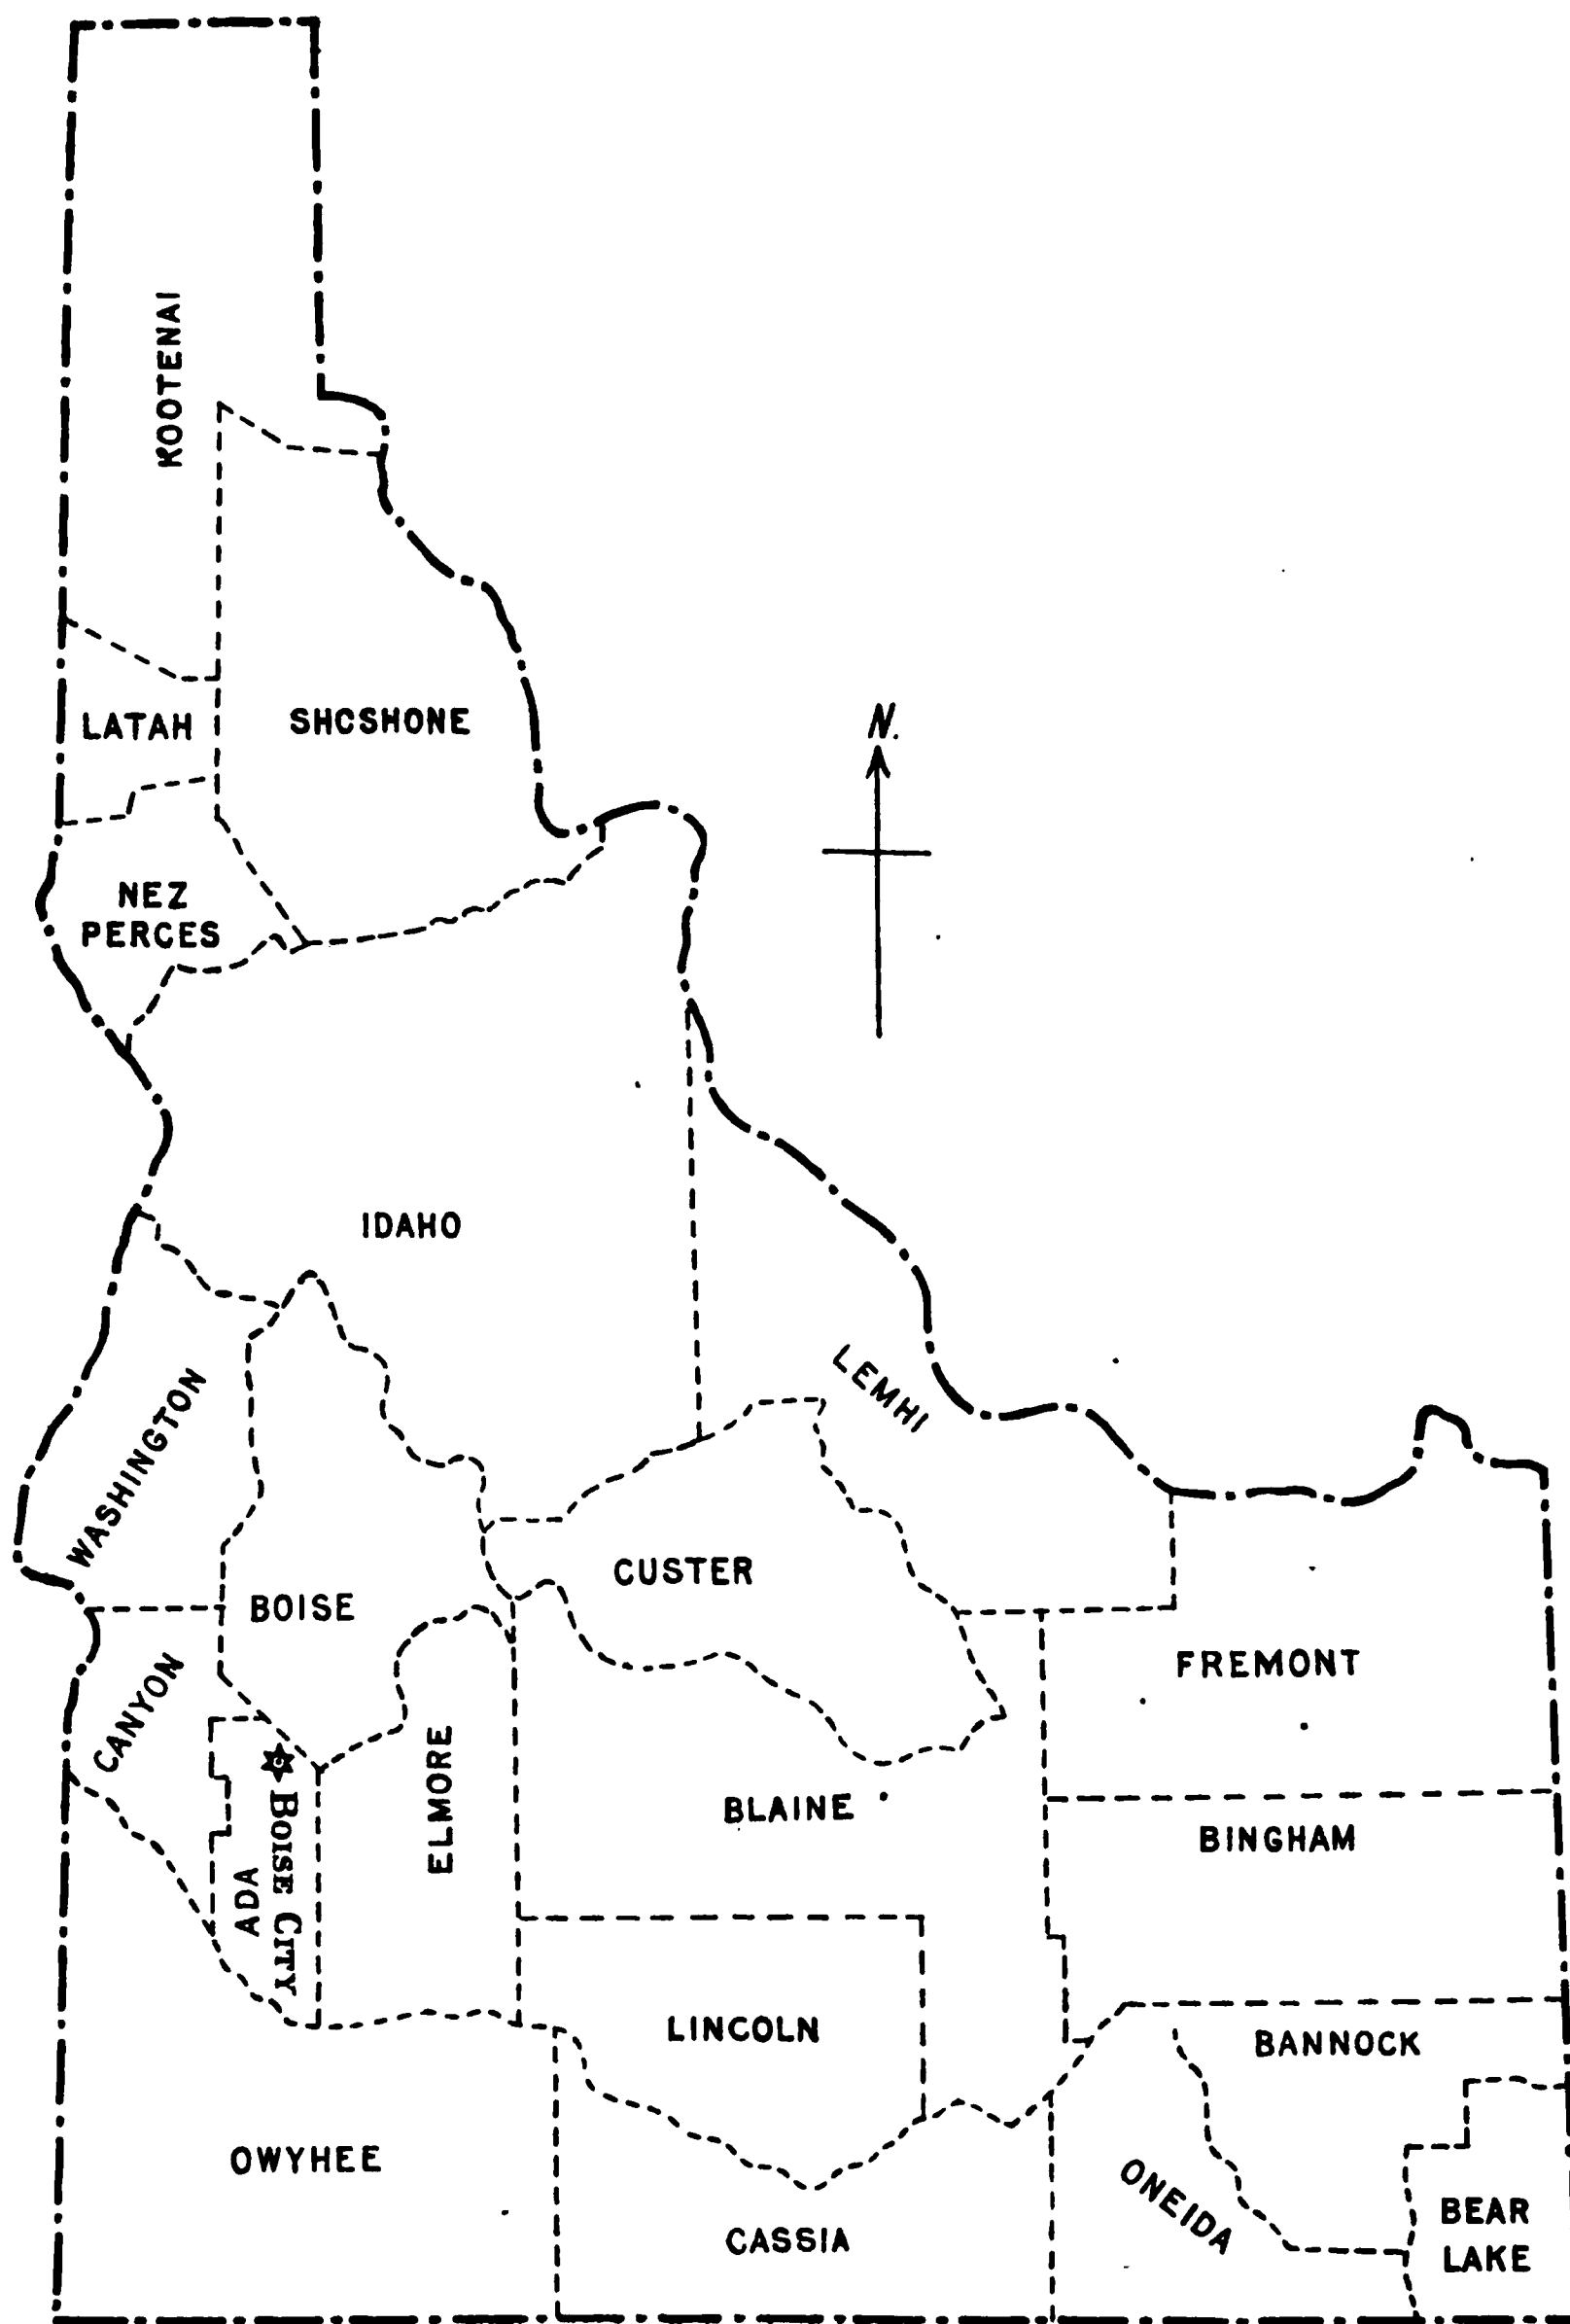 KOOTENAI
LATAH
SHCSHONE
N.
NEZ
PERCES
IDAHO
LEMHI
WASHINGTON
CUSTER
BOISE
FREMONT
CANYON
ELMORE
BLAINE
BINGHAM
ADA
BOISE CITY
LINCOLN
BANNOCK
OWYHEE
ONEIDA
CASSIA
BEAR
LAKE